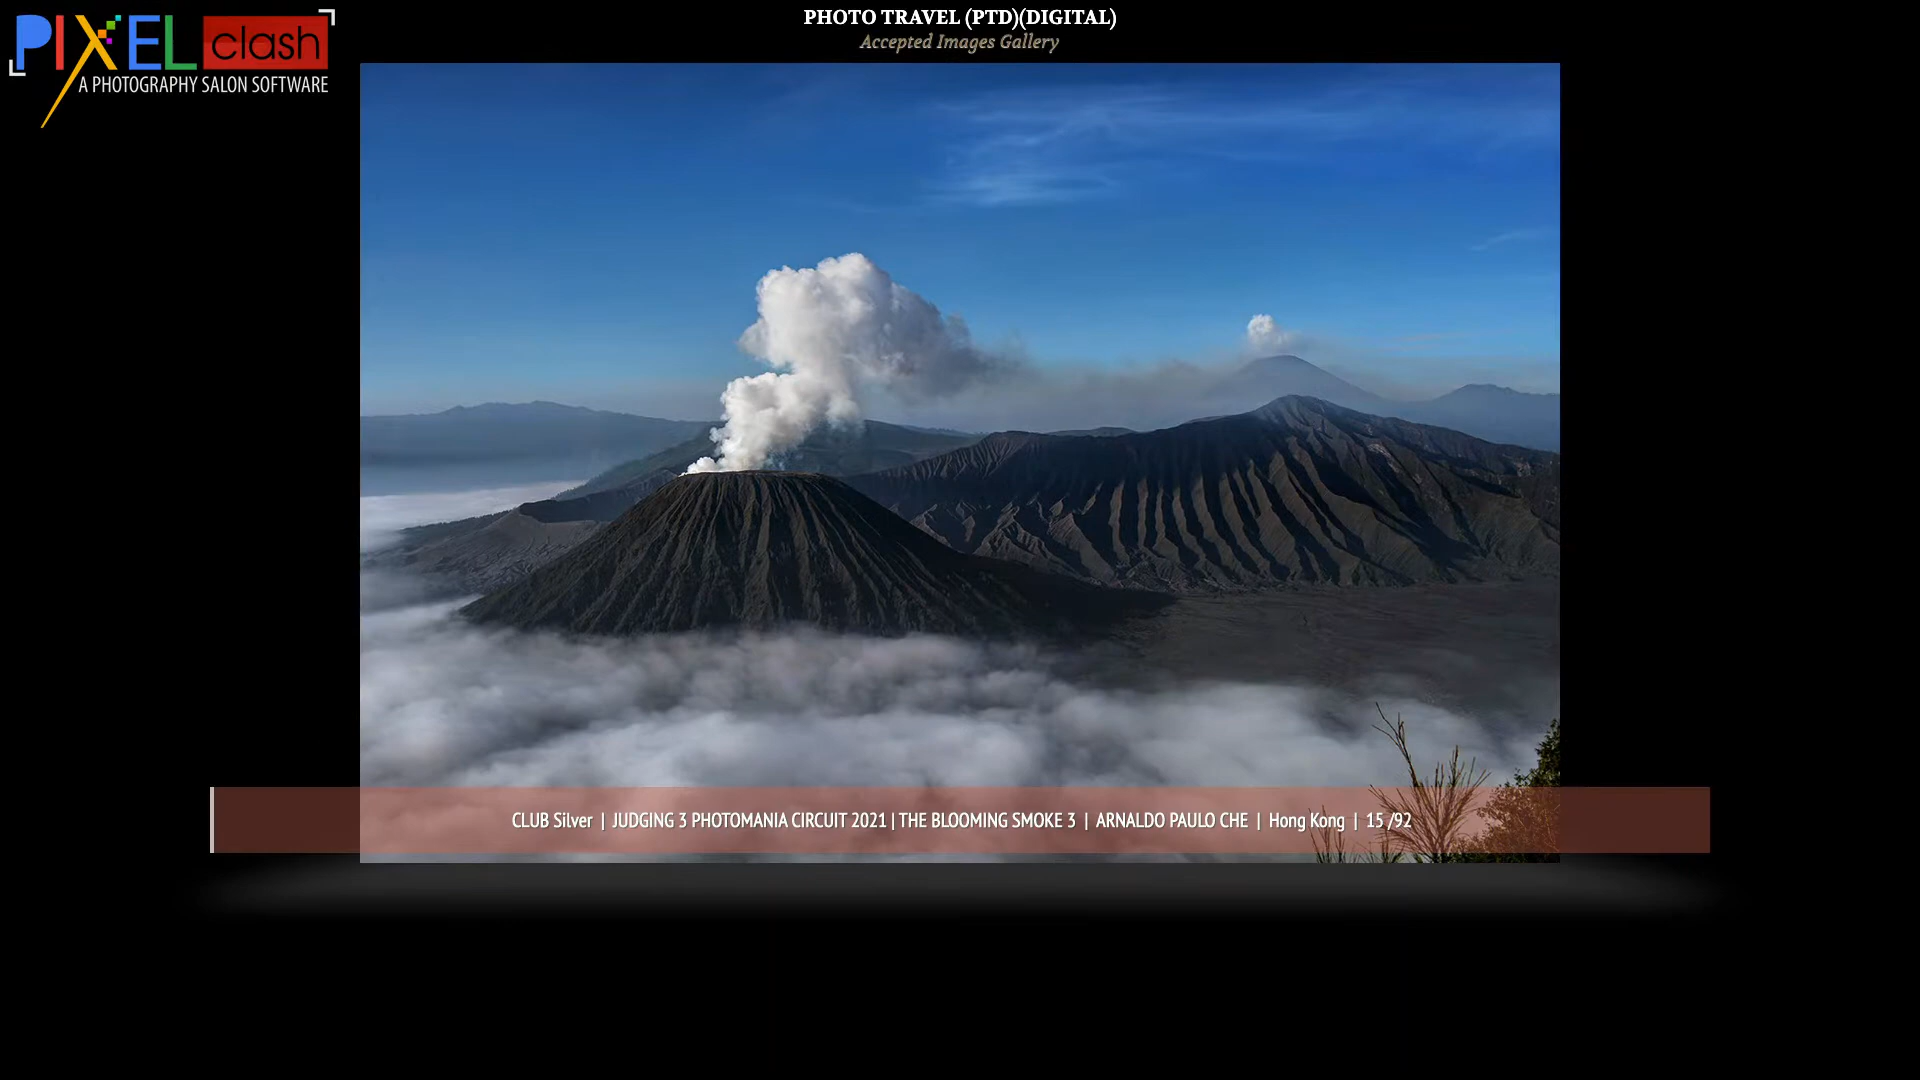 PIXEL clash
A PHOTOGRAPHY SALON SOFTWARE
PHOTO TRAVEL (PTD)(DIGITAL)
Accepted Images Gallery
CLUB Silver | JUDGING 3 PHOTOMANIA CIRCUIT 2021 | THE BLOOMING SMOKE 3 | ARNALDO PAULO CHE | Hong Kong | 15 /92